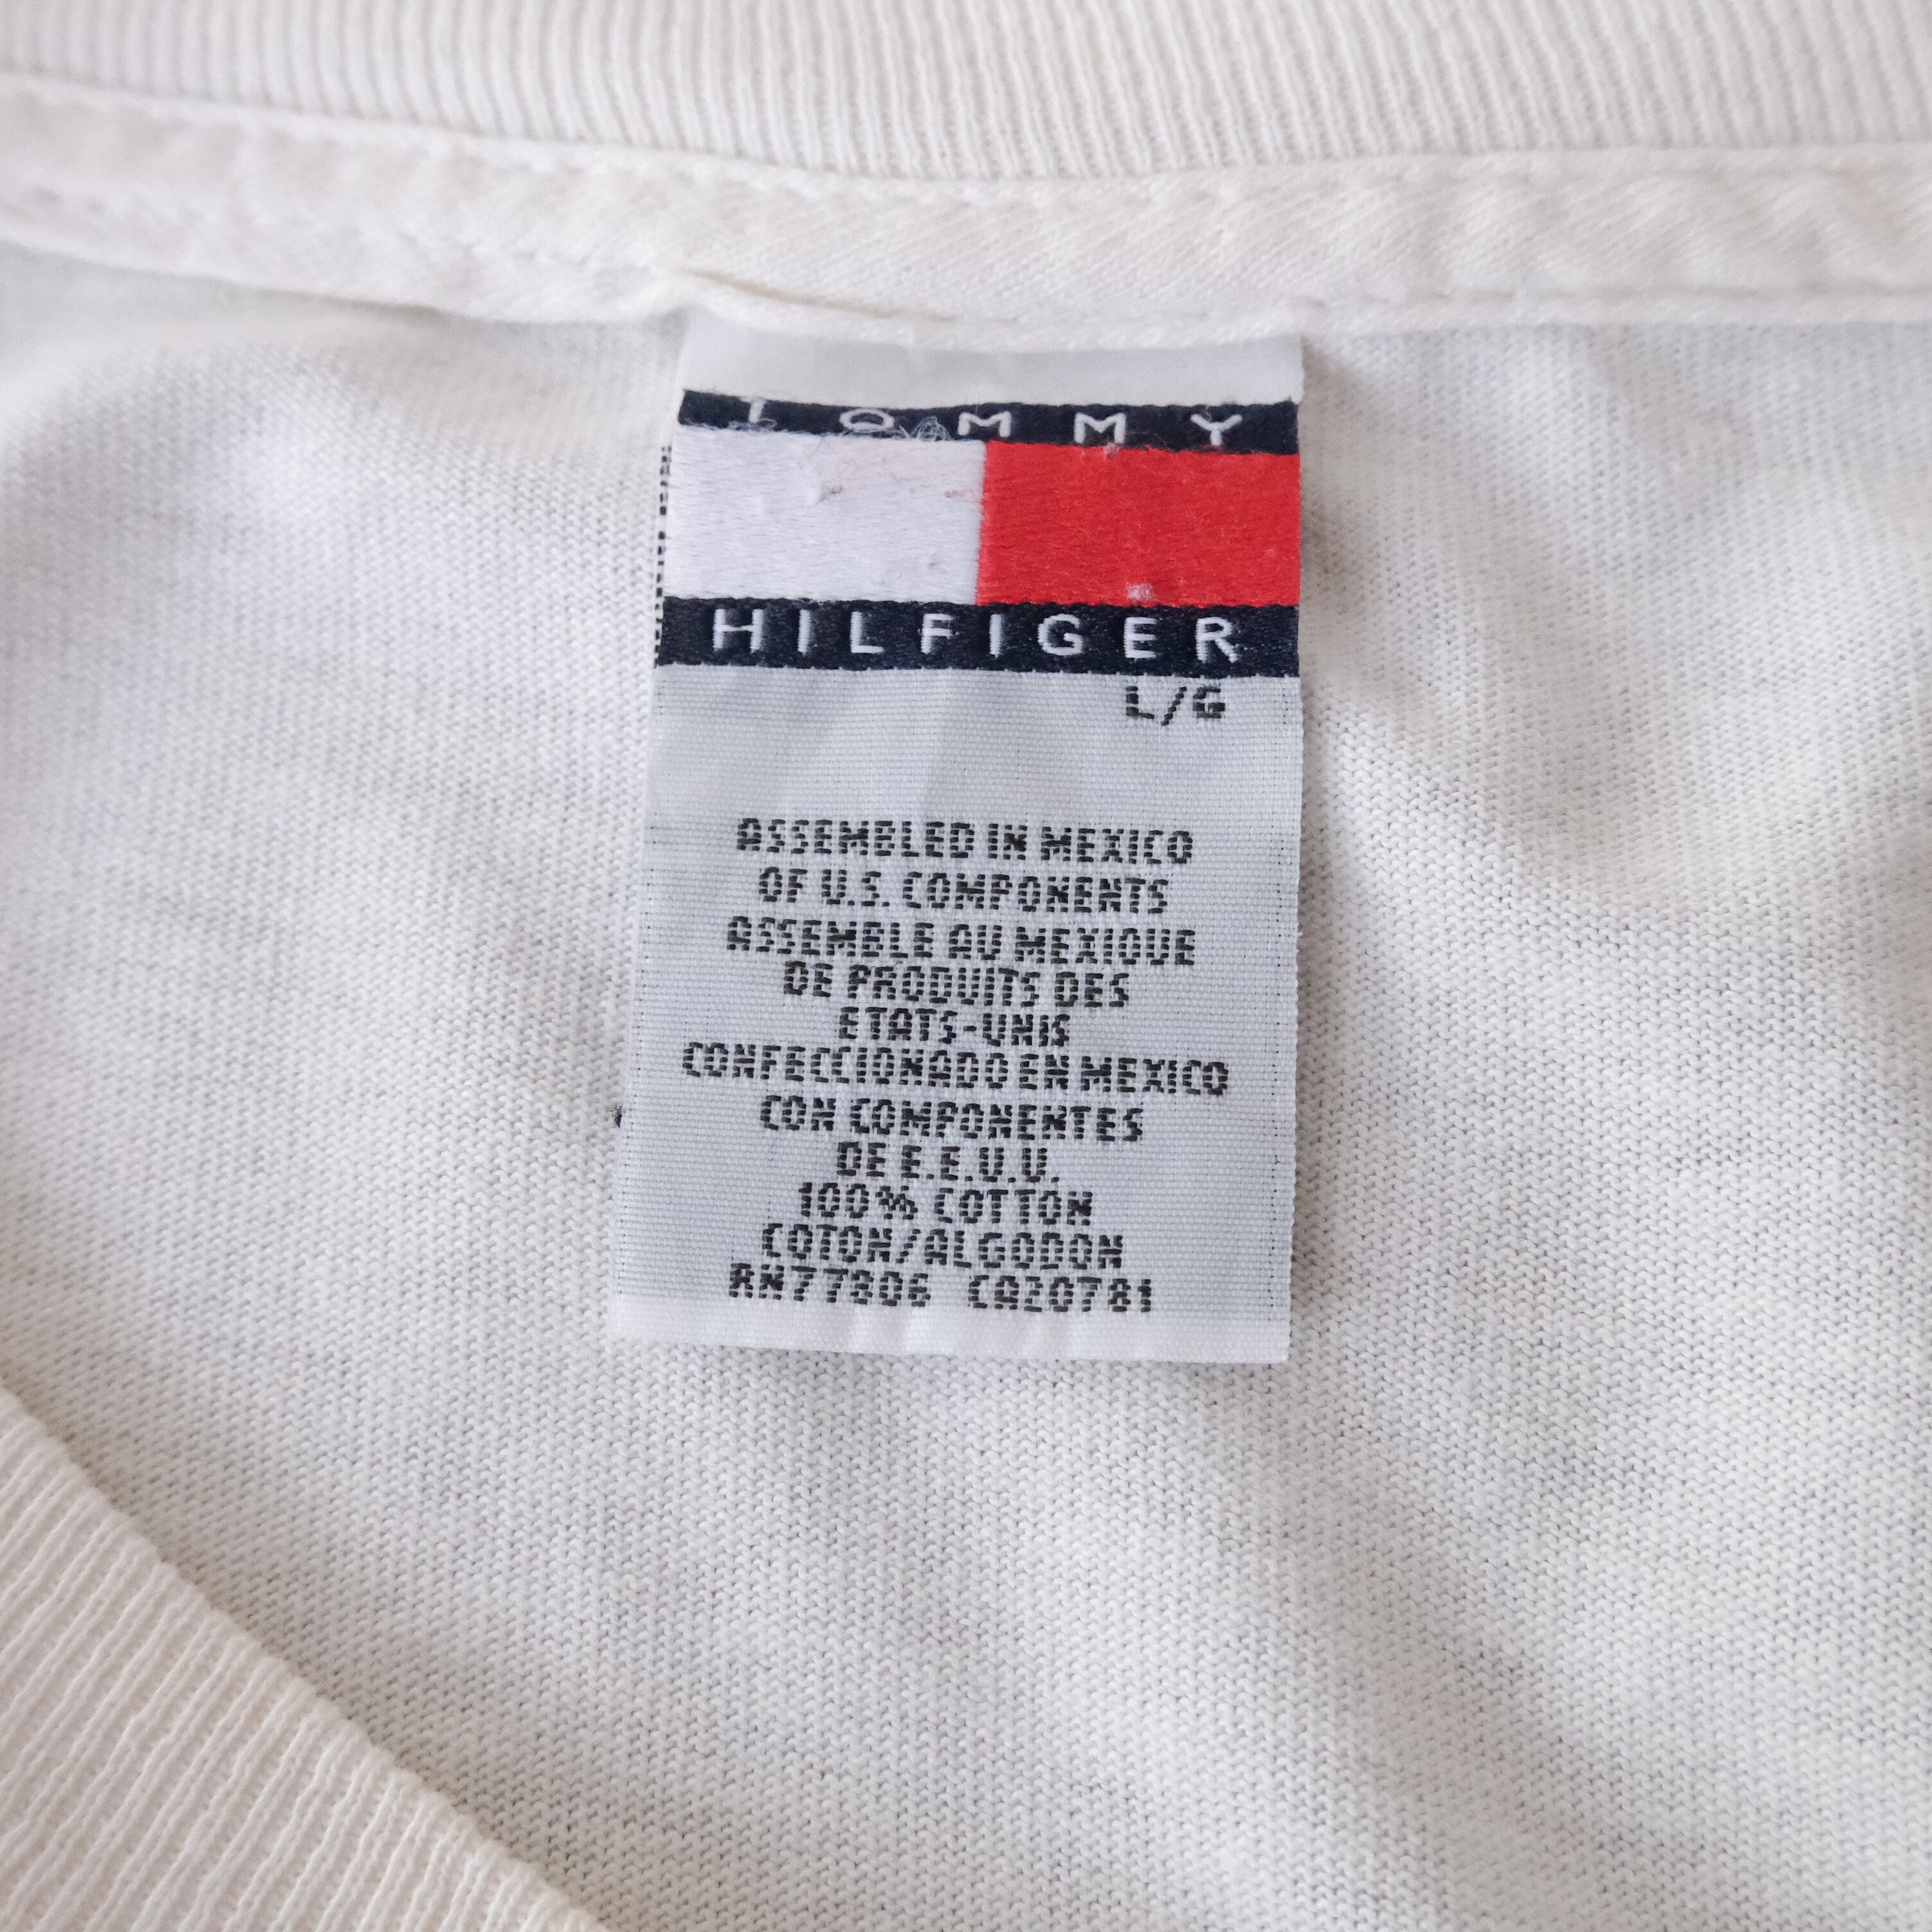 TOMMY
HILFIGER
L/G
ASSEMBLED IN MEXICO
OF U.S. COMPONENTS
ASSEMBLE AU MEXIQUE
DE PRODUITS DES
ETATS-UNIS
CONFECCIONADO EN MEXICO
CON COMPONENTES
DE E.E.U.U.
100% COTTON
COTON/ALGODON
RN77806 CA20781